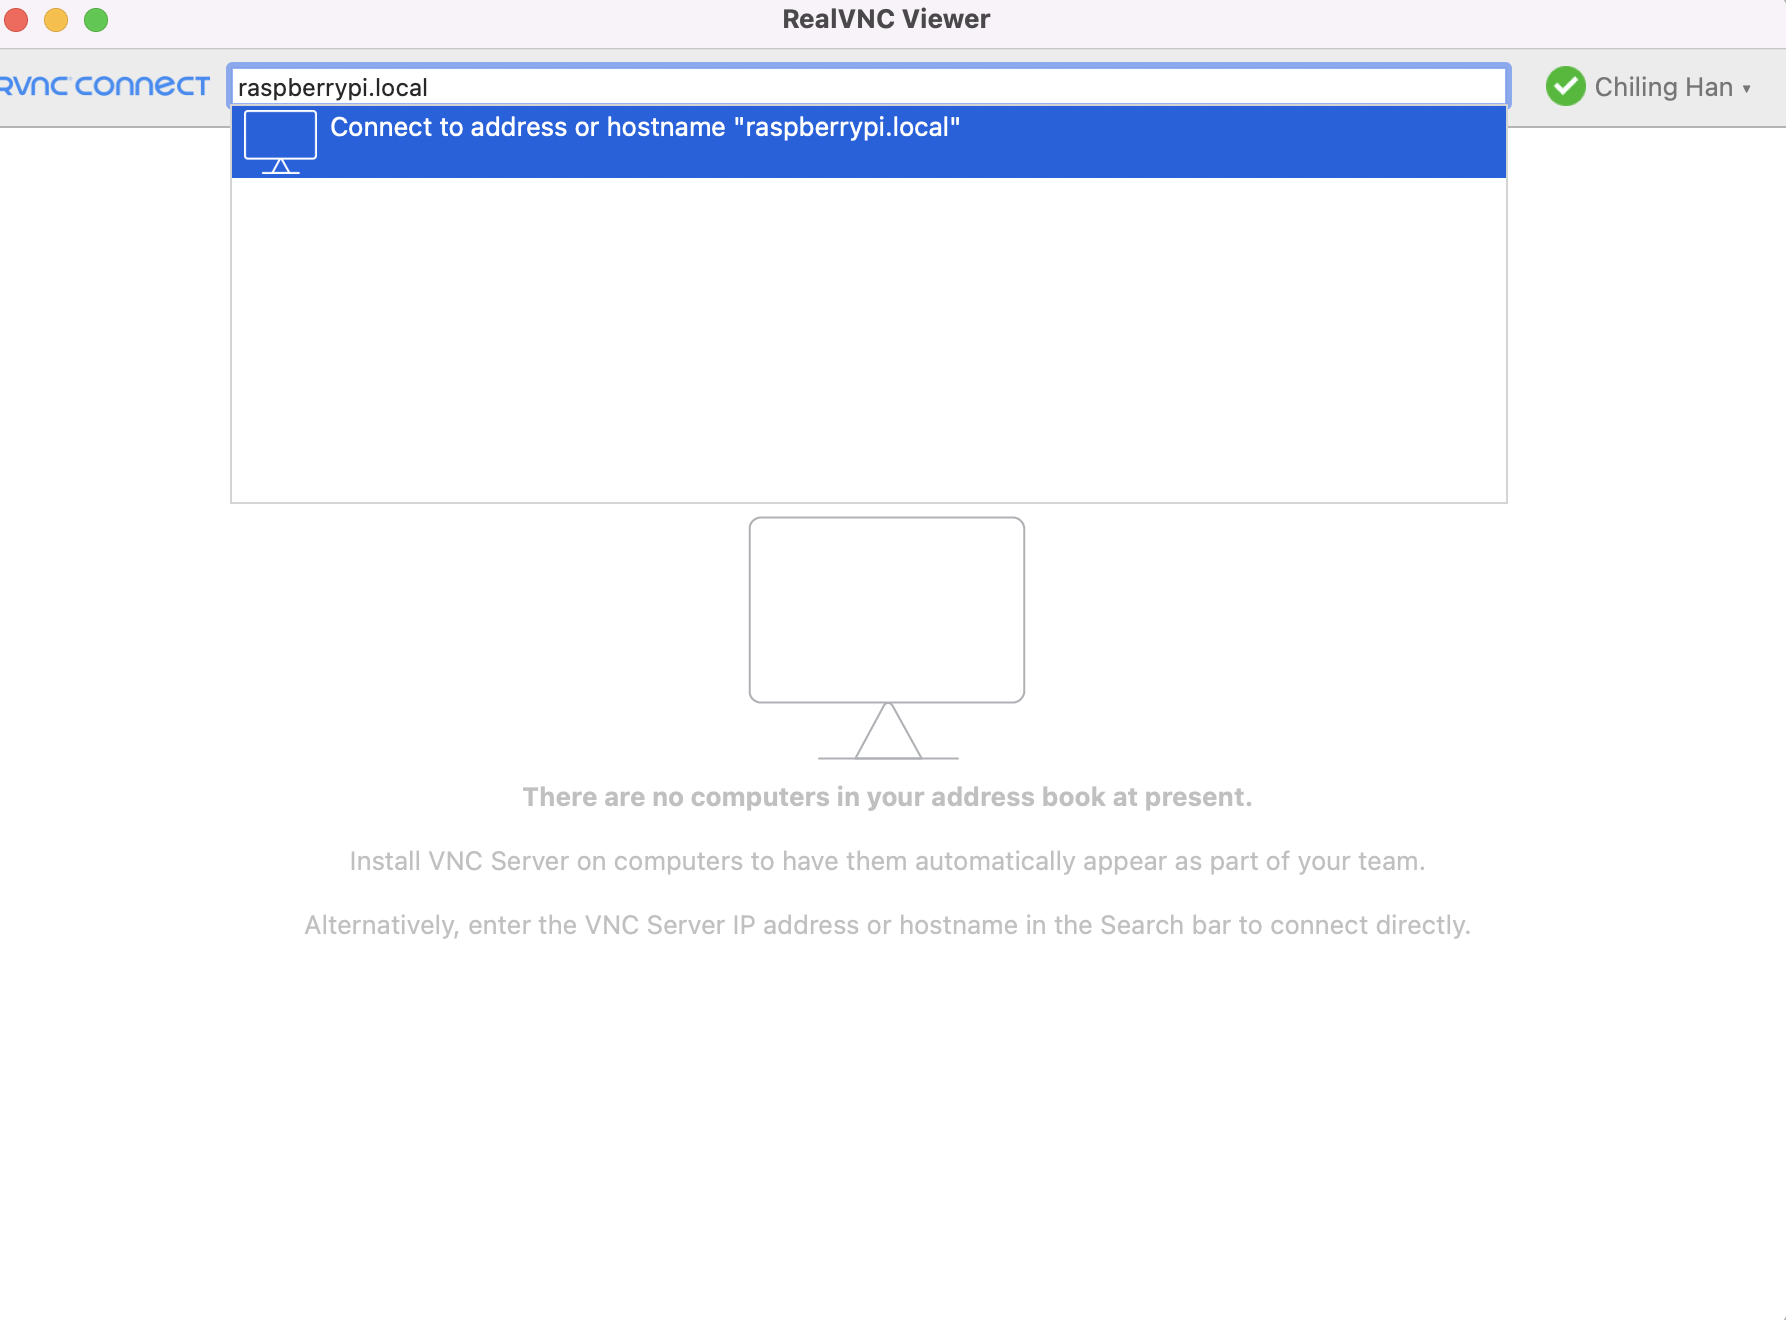 RealVNC Viewer
RVNC CONNECT
raspberrypi.local
Chiling Han
Connect to address or hostname "raspberrypi.local"
There are no computers in your address book at present.
Install VNC Server on computers to have them automatically appear as part of your team.
Alternatively, enter the VNC Server IP address or hostname in the Search bar to connect directly.